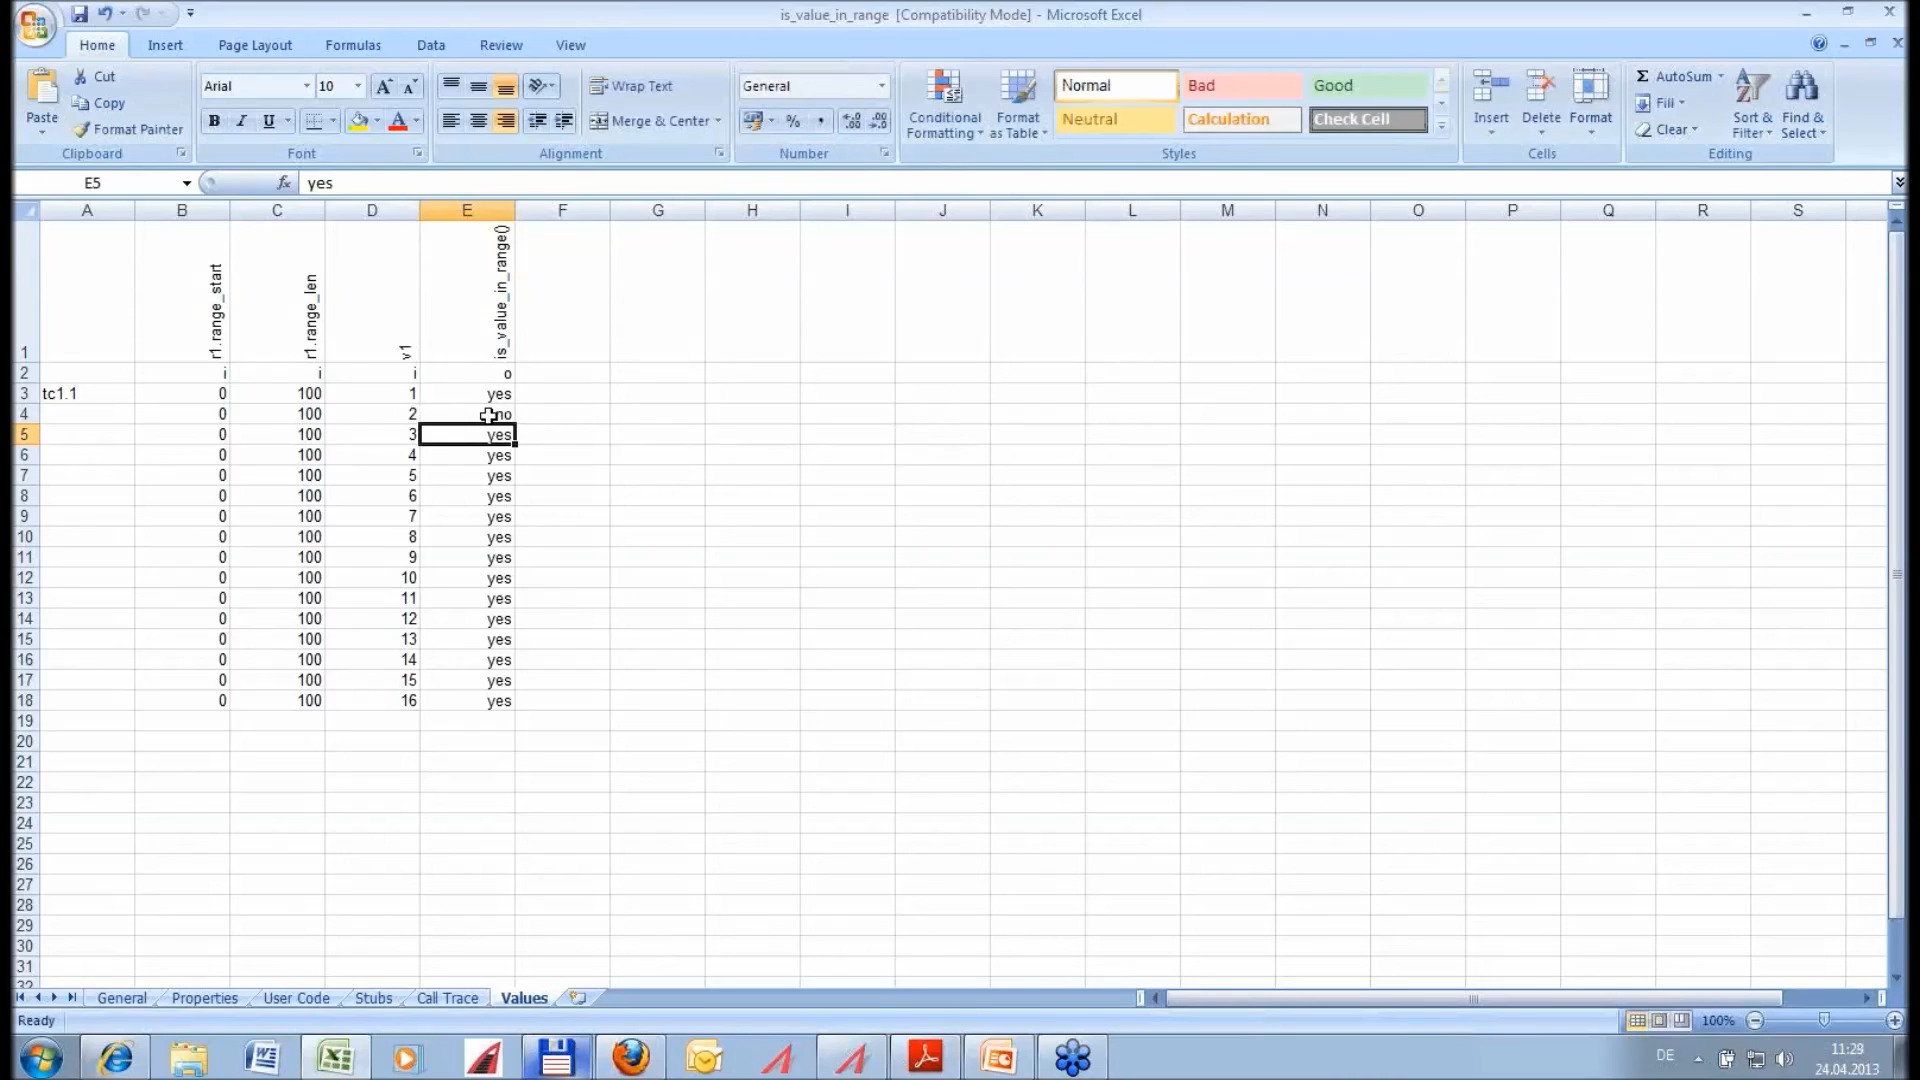 is_value_in_range [Compatibility Mode] - Microsoft Excel
Home Insert Page Layout Formulas Data Review View
Paste
Cut
Copy
Format Painter
Clipboard
Arial 10
B I U
Font
Wrap Text
Merge & Center
Alignment
General
Number
Conditional Formatting
Format as Table
Normal Bad Good
Neutral Calculation Check Cell
Styles
Insert Delete Format
Cells
AutoSum
Fill
Clear
Sort & Filter
Find & Select
Editing
E5 fx yes
A B C D E F G H I J K L M N O P Q R S
1 r1.range_start r1.range_len v1 is_value_in_range()
2 i i i o
3 tc1.1 0 100 1 yes
4 0 100 2 no
5 0 100 3 yes
6 0 100 4 yes
7 0 100 5 yes
8 0 100 6 yes
9 0 100 7 yes
10 0 100 8 yes
11 0 100 9 yes
12 0 100 10 yes
13 0 100 11 yes
14 0 100 12 yes
15 0 100 13 yes
16 0 100 14 yes
17 0 100 15 yes
18 0 100 16 yes
19
20
21
22
23
24
25
26
27
28
29
30
31
32
General Properties User Code Stubs Call Trace Values
Ready 100%
DE 11:29
24.04.2013